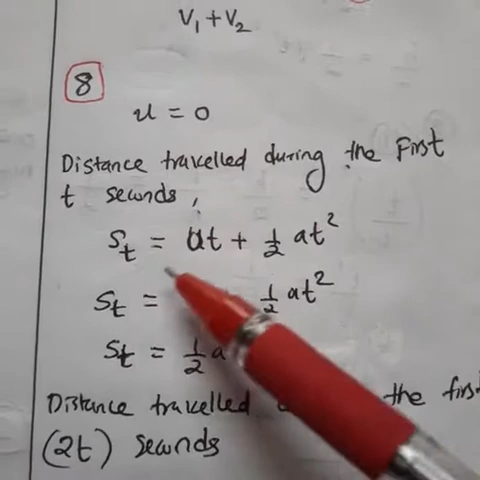 V₁ + V₂
8
u = 0
Distance travelled during the First
t seconds,
Sₜ = ut + ½ at²
Sₜ = ½ at²
Sₜ = ½ a
Distance travelled the first
(2t) seconds